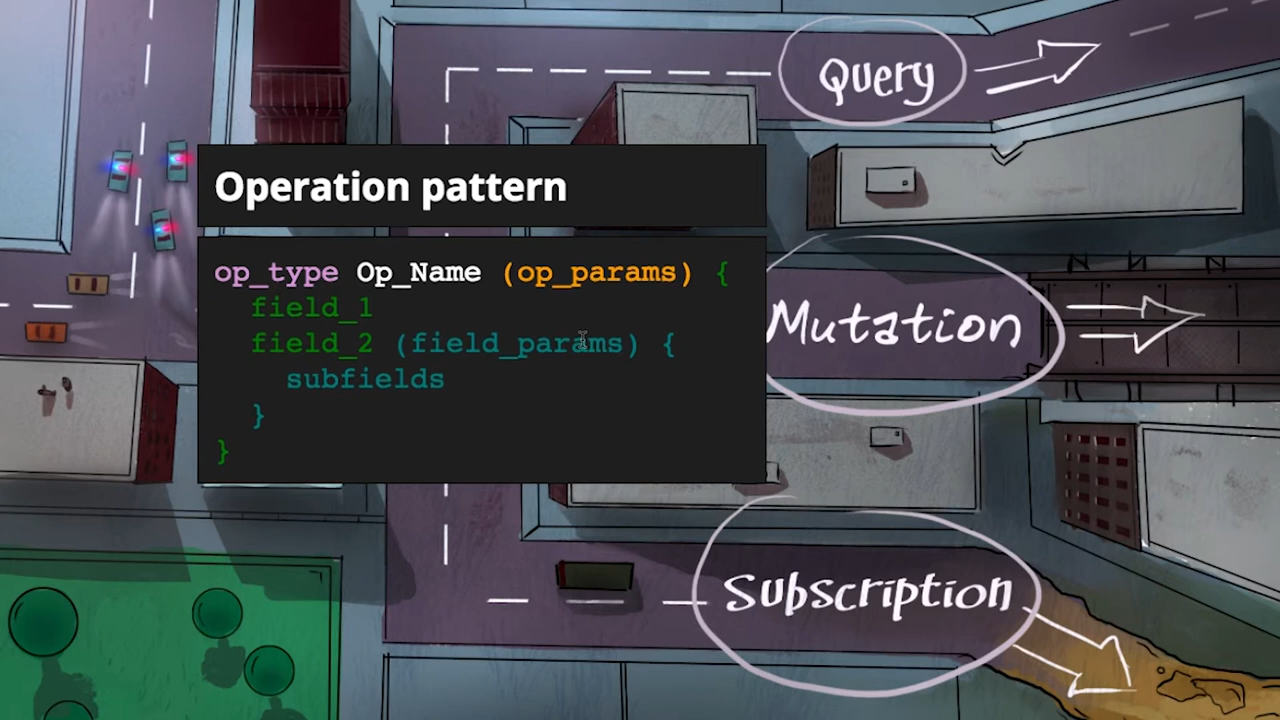 Query
Operation pattern
op_type Op_Name (op_params) {
  field_1
  field_2 (field_params) {
    subfields
  }
}
Mutation
Subscription